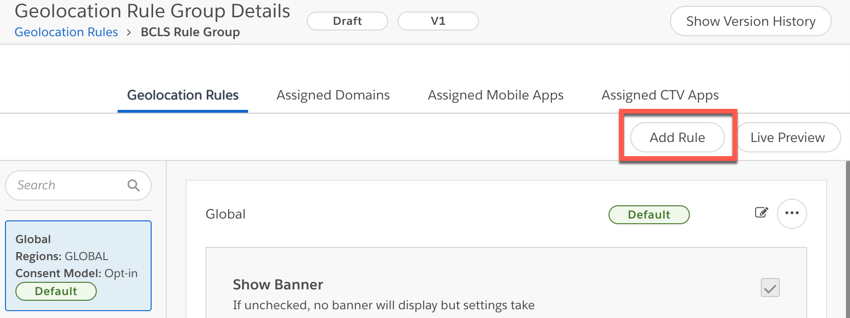 Geolocation Rule Group Details
Draft
V1
Show Version History
Geolocation Rules > BCLS Rule Group
Geolocation Rules
Assigned Domains
Assigned Mobile Apps
Assigned CTV Apps
Add Rule
Live Preview
Search
Global
Regions: GLOBAL
Consent Model: Opt-in
Default
Global
Default
Show Banner
If unchecked, no banner will display but settings take